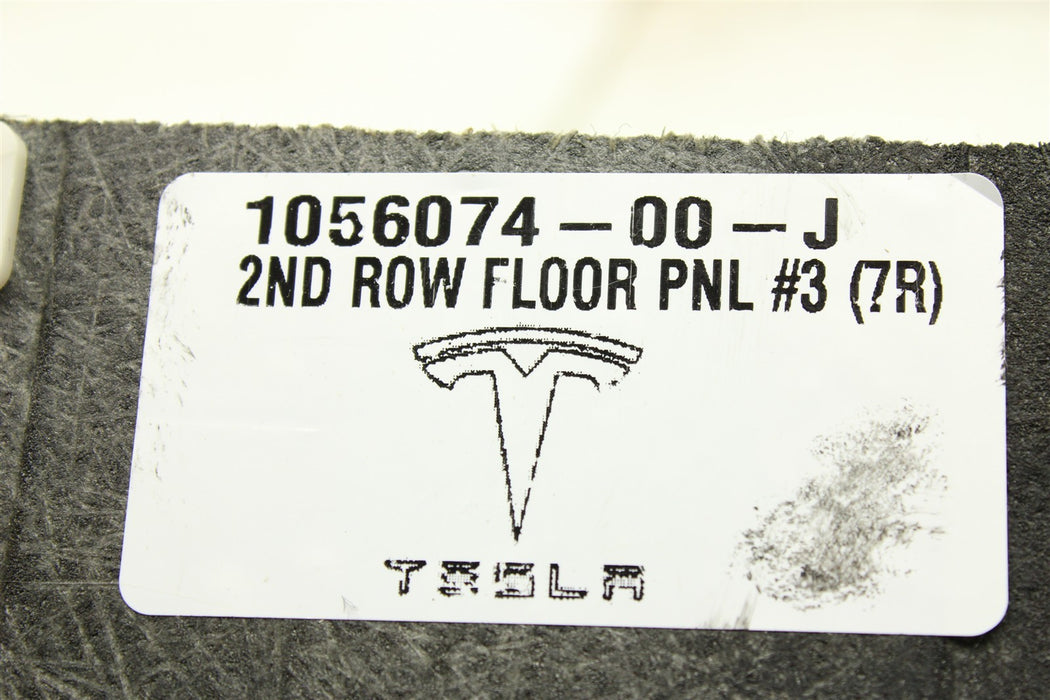 1056074-00-J
2ND ROW FLOOR PNL #3 (7R)
TESLA